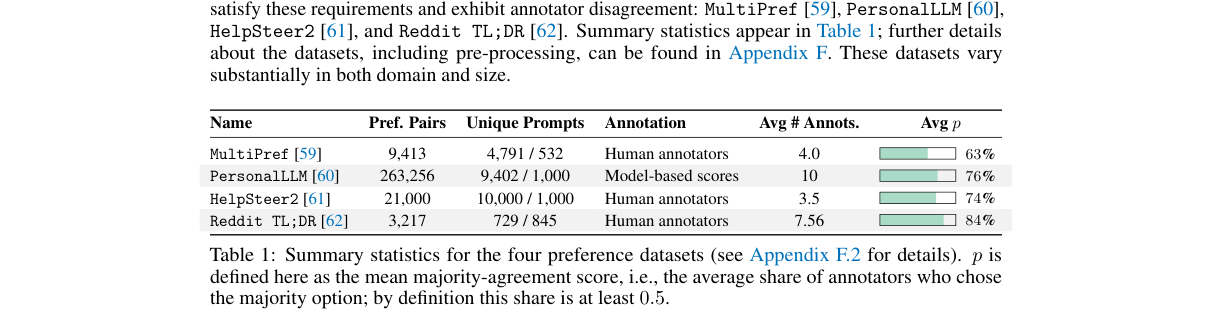 satisfy these requirements and exhibit annotator disagreement: MultiPref [59], PersonalLLM [60],
HelpSteer2 [61], and Reddit TL;DR [62]. Summary statistics appear in Table 1; further details
about the datasets, including pre-processing, can be found in Appendix F. These datasets vary
substantially in both domain and size.
Name Pref. Pairs Unique Prompts Annotation Avg # Annots. Avg p
MultiPref [59] 9,413 4,791 / 532 Human annotators 4.0 63%
PersonalLLM [60] 263,256 9,402 / 1,000 Model-based scores 10 76%
HelpSteer2 [61] 21,000 10,000 / 1,000 Human annotators 3.5 74%
Reddit TL;DR [62] 3,217 729 / 845 Human annotators 7.56 84%
Table 1: Summary statistics for the four preference datasets (see Appendix F.2 for details). p is
defined here as the mean majority-agreement score, i.e., the average share of annotators who chose
the majority option; by definition this share is at least 0.5.